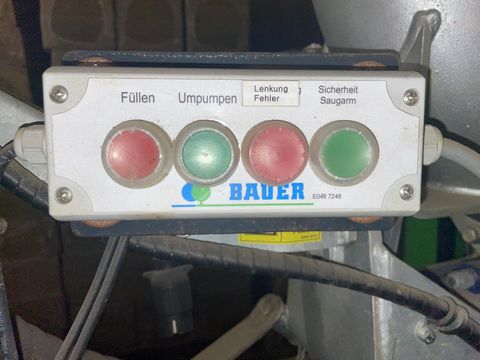 Füllen
Umpumpen
Lenkung
Fehler
Sicherheit
Saugarm
BAUER
E046 7246